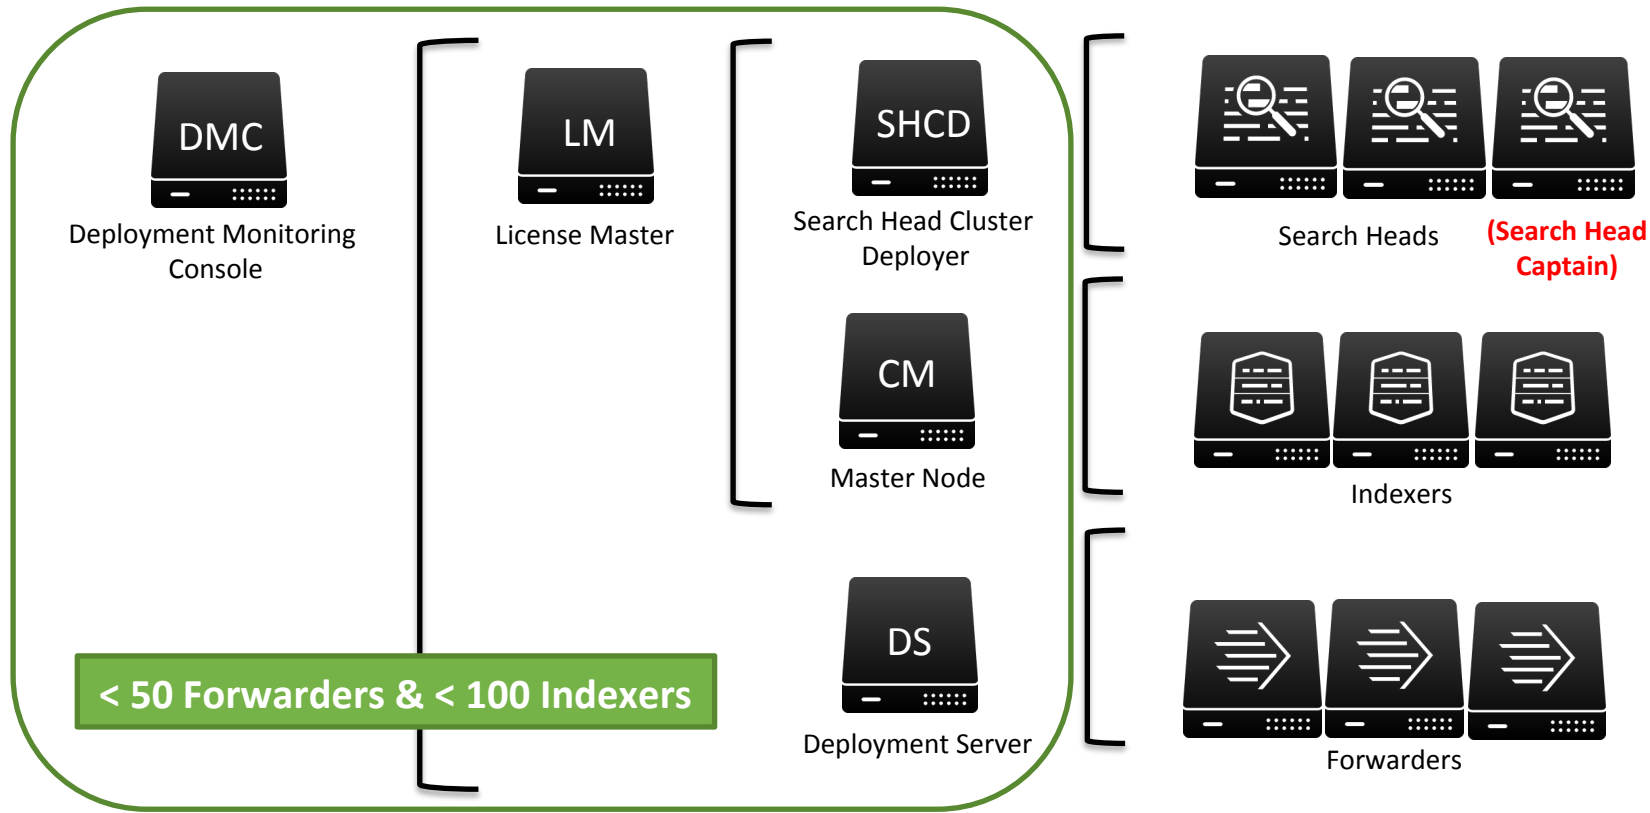 DMC
Deployment Monitoring
Console
LM
License Master
SHCD
Search Head Cluster
Deployer
Search Heads
(Search Head
Captain)
CM
Master Node
Indexers
< 50 Forwarders & < 100 Indexers
DS
Deployment Server
Forwarders